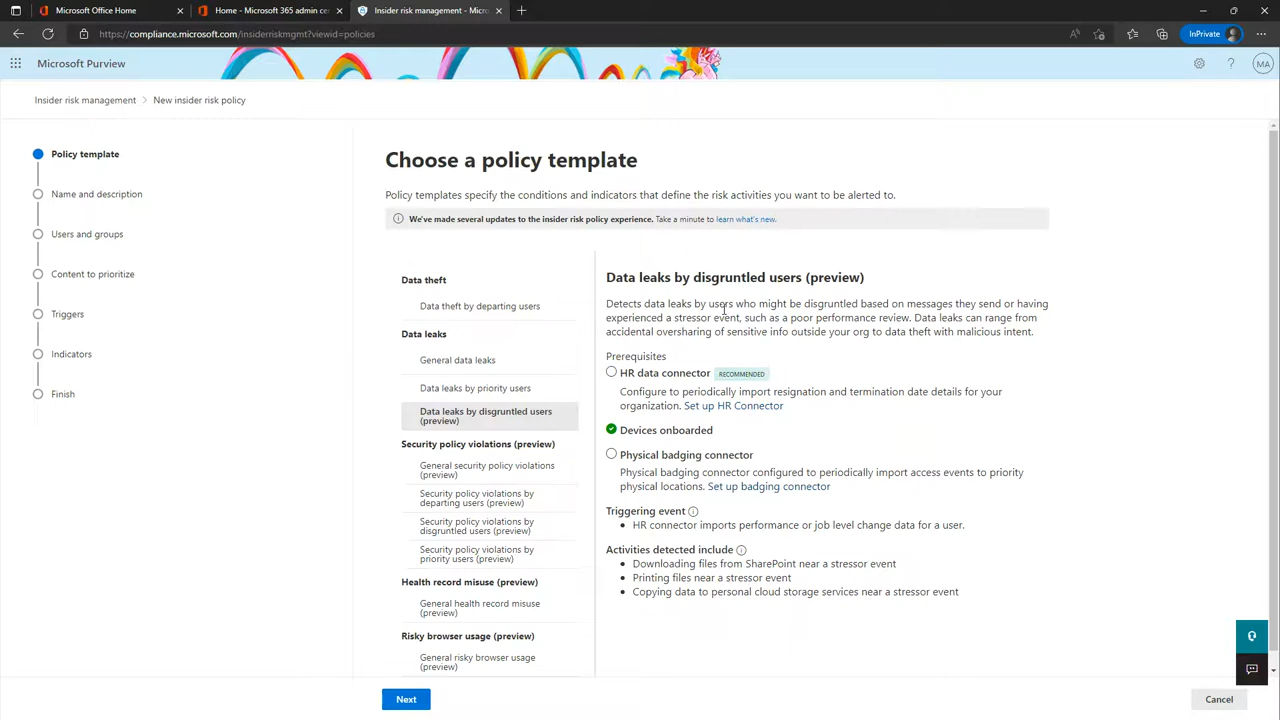 Microsoft Office Home
Home - Microsoft 365 admin cen
Insider risk management - Micro
https://compliance.microsoft.com/insiderriskmgmt?viewid=policies
InPrivate
Microsoft Purview
MA
Insider risk management
New insider risk policy
Policy template
Name and description
Users and groups
Content to prioritize
Triggers
Indicators
Finish
Choose a policy template
Policy templates specify the conditions and indicators that define the risk activities you want to be alerted to.
We've made several updates to the insider risk policy experience. Take a minute to learn what's new.
Data theft
Data theft by departing users
Data leaks
General data leaks
Data leaks by priority users
Data leaks by disgruntled users
(preview)
Security policy violations (preview)
General security policy violations
(preview)
Security policy violations by
departing users (preview)
Security policy violations by
disgruntled users (preview)
Security policy violations by
priority users (preview)
Health record misuse (preview)
General health record misuse
(preview)
Risky browser usage (preview)
General risky browser usage
(preview)
Data leaks by disgruntled users (preview)
Detects data leaks by users who might be disgruntled based on messages they send or having
experienced a stressor event, such as a poor performance review. Data leaks can range from
accidental oversharing of sensitive info outside your org to data theft with malicious intent.
Prerequisites
HR data connector RECOMMENDED
Configure to periodically import resignation and termination date details for your
organization. Set up HR Connector
Devices onboarded
Physical badging connector
Physical badging connector configured to periodically import access events to priority
physical locations. Set up badging connector
Triggering event
• HR connector imports performance or job level change data for a user.
Activities detected include
• Downloading files from SharePoint near a stressor event
• Printing files near a stressor event
• Copying data to personal cloud storage services near a stressor event
Next
Cancel